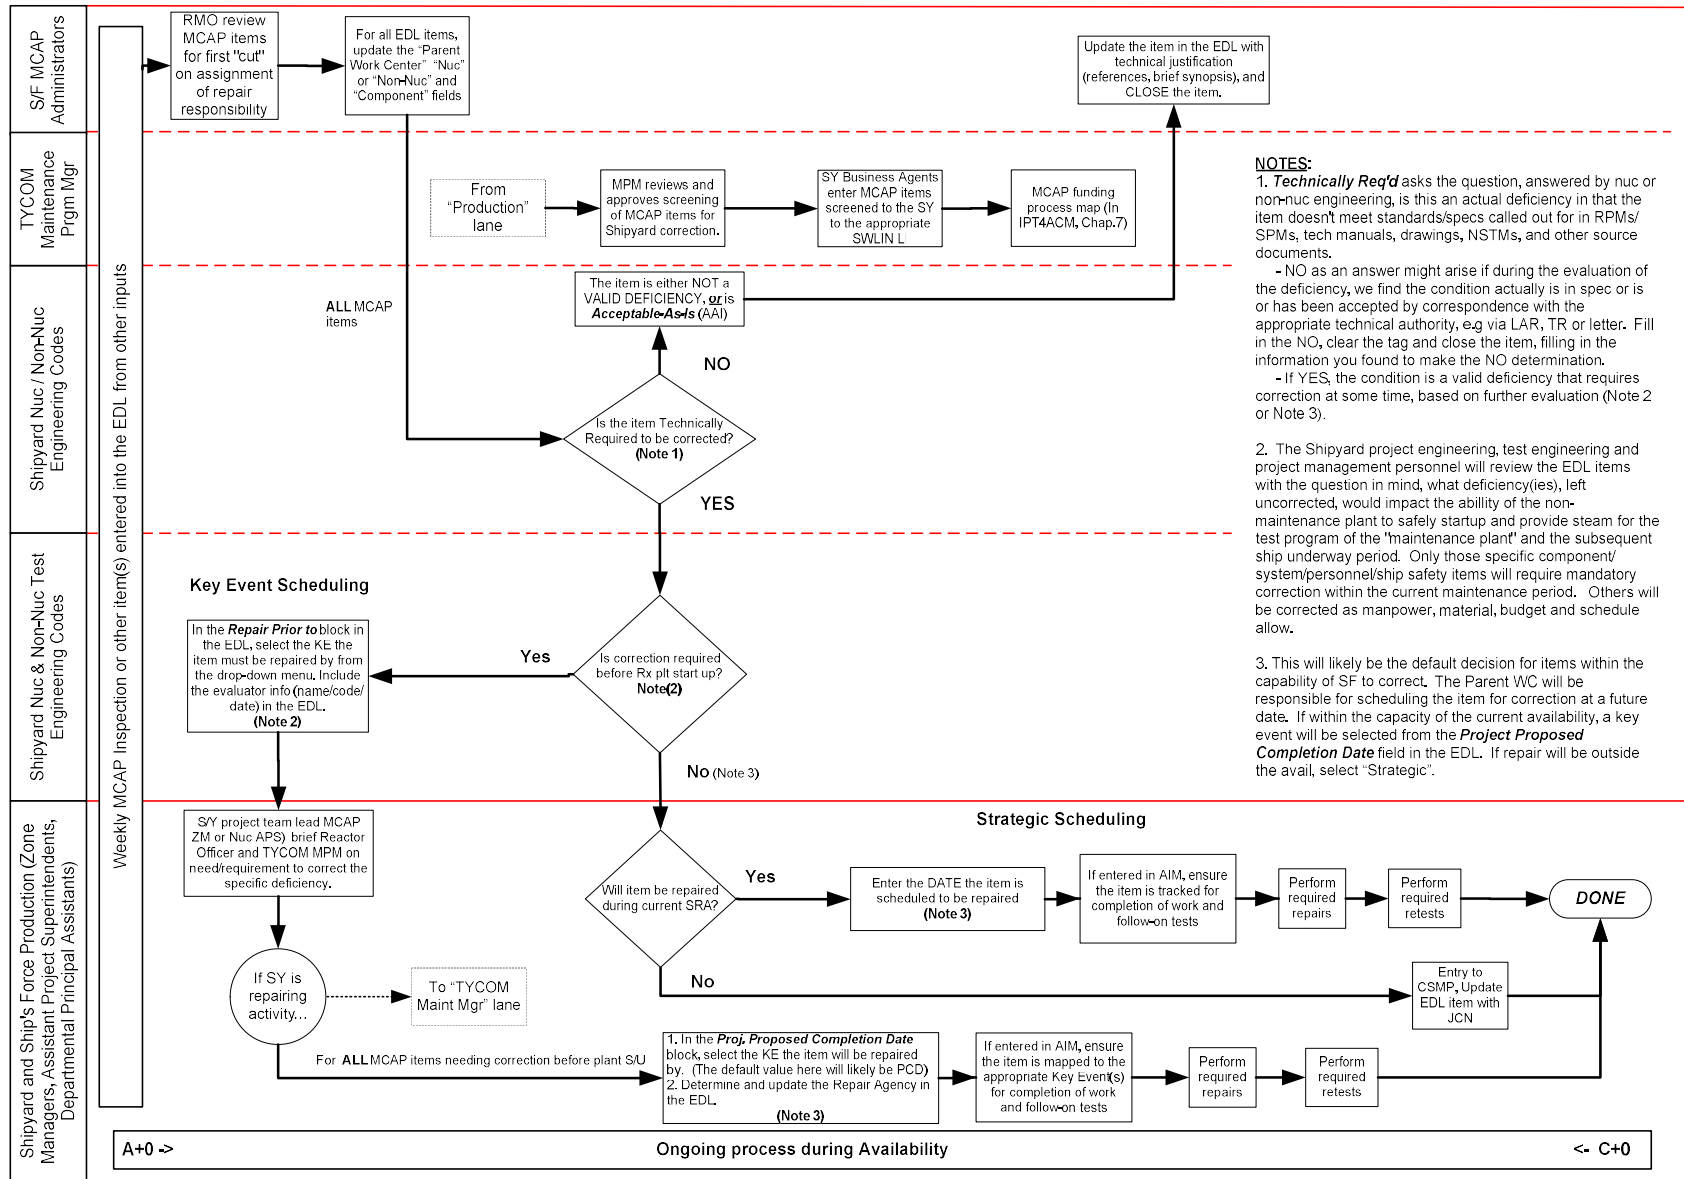 S/F MCAP
Administrators
TYCOM
Maintenance
Prgm Mgr
Shipyard Nuc / Non-Nuc
Engineering Codes
Shipyard Nuc & Non-Nuc Test
Engineering Codes
Shipyard and Ship's Force Production (Zone
Managers, Assistant Project Superintendents,
Departmental Principal Assistants)
Weekly MCAP Inspection or other item(s) entered into the EDL from other inputs
RMO review
MCAP items
for first "cut"
on assignment
of repair
responsibility
For all EDL items,
update the “Parent
Work Center” “Nuc”
or “Non-Nuc” and
“Component” fields
Update the item in the EDL with
technical justification
(references, brief synopsis), and
CLOSE the item.
From
“Production”
lane
MPM reviews and
approves screening
of MCAP items for
Shipyard correction.
SY Business Agents
enter MCAP items
screened to the SY
to the appropriate
SWLIN LI
MCAP funding
process map (In
IPT4ACM, Chap.7)
ALL MCAP
items
The item is either NOT a
VALID DEFICIENCY, or is
Acceptable-As-Is (AAI)
NO
Is the item Technically
Required to be corrected?
(Note 1)
YES
Key Event Scheduling
In the Repair Prior to block in
the EDL, select the KE the
item must be repaired by from
the drop-down menu. Include
the evaluator info (name/code/
date) in the EDL.
(Note 2)
Yes
Is correction required
before Rx plt start up?
Note(2)
No (Note 3)
S/Y project team lead MCAP
ZM or Nuc APS) brief Reactor
Officer and TYCOM MPM on
need/requirement to correct the
specific deficiency.
If SY is
repairing
activity...
To “TYCOM
Maint Mgr” lane
For ALL MCAP items needing correction before plant S/U
Strategic Scheduling
Will item be repaired
during current SRA?
Yes
No
Enter the DATE the item is
scheduled to be repaired
(Note 3)
If entered in AIM, ensure
the item is tracked for
completion of work and
follow-on tests
Perform
required
repairs
Perform
required
retests
DONE
Entry to
CSMP, Update
EDL item with
JCN
1. In the Proj. Proposed Completion Date
block, select the KE the item will be repaired
by. (The default value here will likely be PCD)
2. Determine and update the Repair Agency in
the EDL.
(Note 3)
If entered in AIM, ensure
the item is mapped to the
appropriate Key Event(s)
for completion of work
and follow-on tests
Perform
required
repairs
Perform
required
retests
NOTES:
1. Technically Req'd asks the question, answered by nuc or
non-nuc engineering, is this an actual deficiency in that the
item doesn't meet standards/specs called out for in RPMs/
SPMs, tech manuals, drawings, NSTMs, and other source
documents.
- NO as an answer might arise if during the evaluation of
the deficiency, we find the condition actually is in spec or is
or has been accepted by correspondence with the
appropriate technical authority, e.g via LAR, TR or letter. Fill
in the NO, clear the tag and close the item, filling in the
information you found to make the NO determination.
- If YES, the condition is a valid deficiency that requires
correction at some time, based on further evaluation (Note 2
or Note 3).
2. The Shipyard project engineering, test engineering and
project management personnel will review the EDL items
with the question in mind, what deficiency(ies), left
uncorrected, would impact the abillity of the non-
maintenance plant to safely startup and provide steam for the
test program of the "maintenance plant" and the subsequent
ship underway period. Only those specific component/
system/personnel/ship safety items will require mandatory
correction within the current maintenance period. Others will
be corrected as manpower, material, budget and schedule
allow.
3. This will likely be the default decision for items within the
capability of SF to correct. The Parent WC will be
responsible for scheduling the item for correction at a future
date. If within the capacity of the current availability, a key
event will be selected from the Project Proposed
Completion Date field in the EDL. If repair will be outside
the avail, select “Strategic”.
A+0 -> Ongoing process during Availability <- C+0